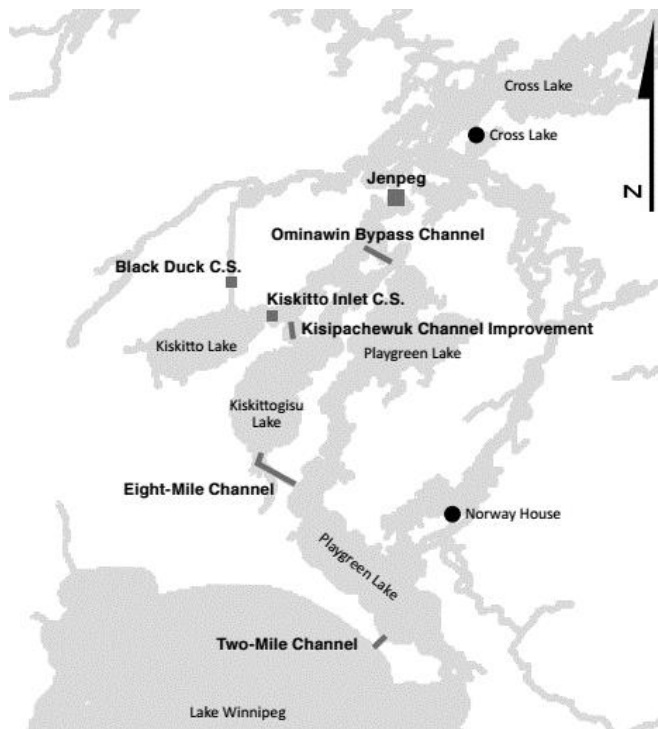 Cross Lake
Cross Lake
Jenpeg
N
Ominawin Bypass Channel
Black Duck C.S.
Kiskitto Inlet C.S.
Kisipachewuk Channel Improvement
Kiskitto Lake
Playgreen Lake
Kiskittogisu
Lake
Eight-Mile Channel
Norway House
Playgreen Lake
Two-Mile Channel
Lake Winnipeg